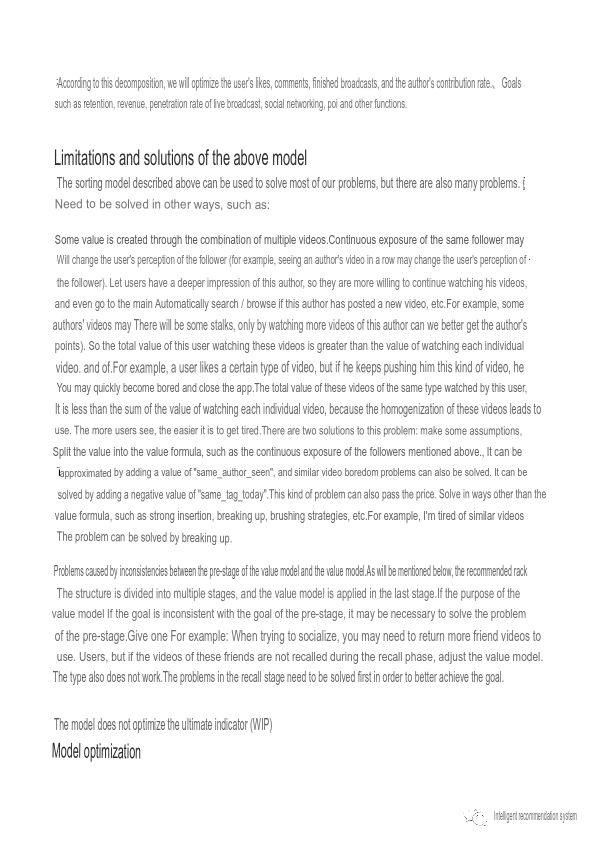 According to this decomposition, we will optimize the user's likes, comments, finished broadcasts, and the author's contribution rate.、 Goals
such as retention, revenue, penetration rate of live broadcast, social networking, poi and other functions.
Limitations and solutions of the above model
The sorting model described above can be used to solve most of our problems, but there are also many problems.
Need to be solved in other ways, such as:
Some value is created through the combination of multiple videos.Continuous exposure of the same follower may
Will change the user's perception of the follower (for example, seeing an author's video in a row may change the user's perception of
the follower). Let users have a deeper impression of this author, so they are more willing to continue watching his videos,
and even go to the main Automatically search / browse if this author has posted a new video, etc.For example, some
authors' videos may There will be some stalks, only by watching more videos of this author can we better get the author's
points). So the total value of this user watching these videos is greater than the value of watching each individual
video. and of.For example, a user likes a certain type of video, but if he keeps pushing him this kind of video, he
You may quickly become bored and close the app.The total value of these videos of the same type watched by this user,
It is less than the sum of the value of watching each individual video, because the homogenization of these videos leads to
use. The more users see, the easier it is to get tired.There are two solutions to this problem: make some assumptions,
Split the value into the value formula, such as the continuous exposure of the followers mentioned above., It can be
approximated by adding a value of "same_author_seen", and similar video boredom problems can also be solved. It can be
solved by adding a negative value of "same_tag_today".This kind of problem can also pass the price. Solve in ways other than the
value formula, such as strong insertion, breaking up, brushing strategies, etc.For example, I'm tired of similar videos
The problem can be solved by breaking up.
Problems caused by inconsistencies between the pre-stage of the value model and the value model.As will be mentioned below, the recommended rack
The structure is divided into multiple stages, and the value model is applied in the last stage.If the purpose of the
value model If the goal is inconsistent with the goal of the pre-stage, it may be necessary to solve the problem
of the pre-stage.Give one For example: When trying to socialize, you may need to return more friend videos to
use. Users, but if the videos of these friends are not recalled during the recall phase, adjust the value model.
The type also does not work.The problems in the recall stage need to be solved first in order to better achieve the goal.
The model does not optimize the ultimate indicator (WIP)
Model optimization
Intelligent recommendation system